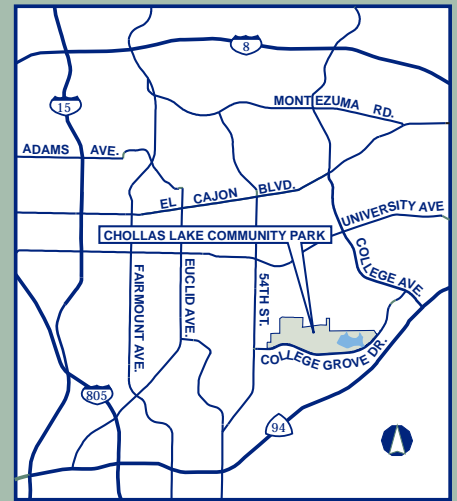 8
15
MONTEZUMA RD.
ADAMS AVE.
EL CAJON BLVD.
UNIVERSITY AVE
CHOLLAS LAKE COMMUNITY PARK
COLLEGE AVE.
FAIRMOUNT AVE.
EUCLID AVE.
54TH ST.
COLLEGE GROVE DR.
805
94